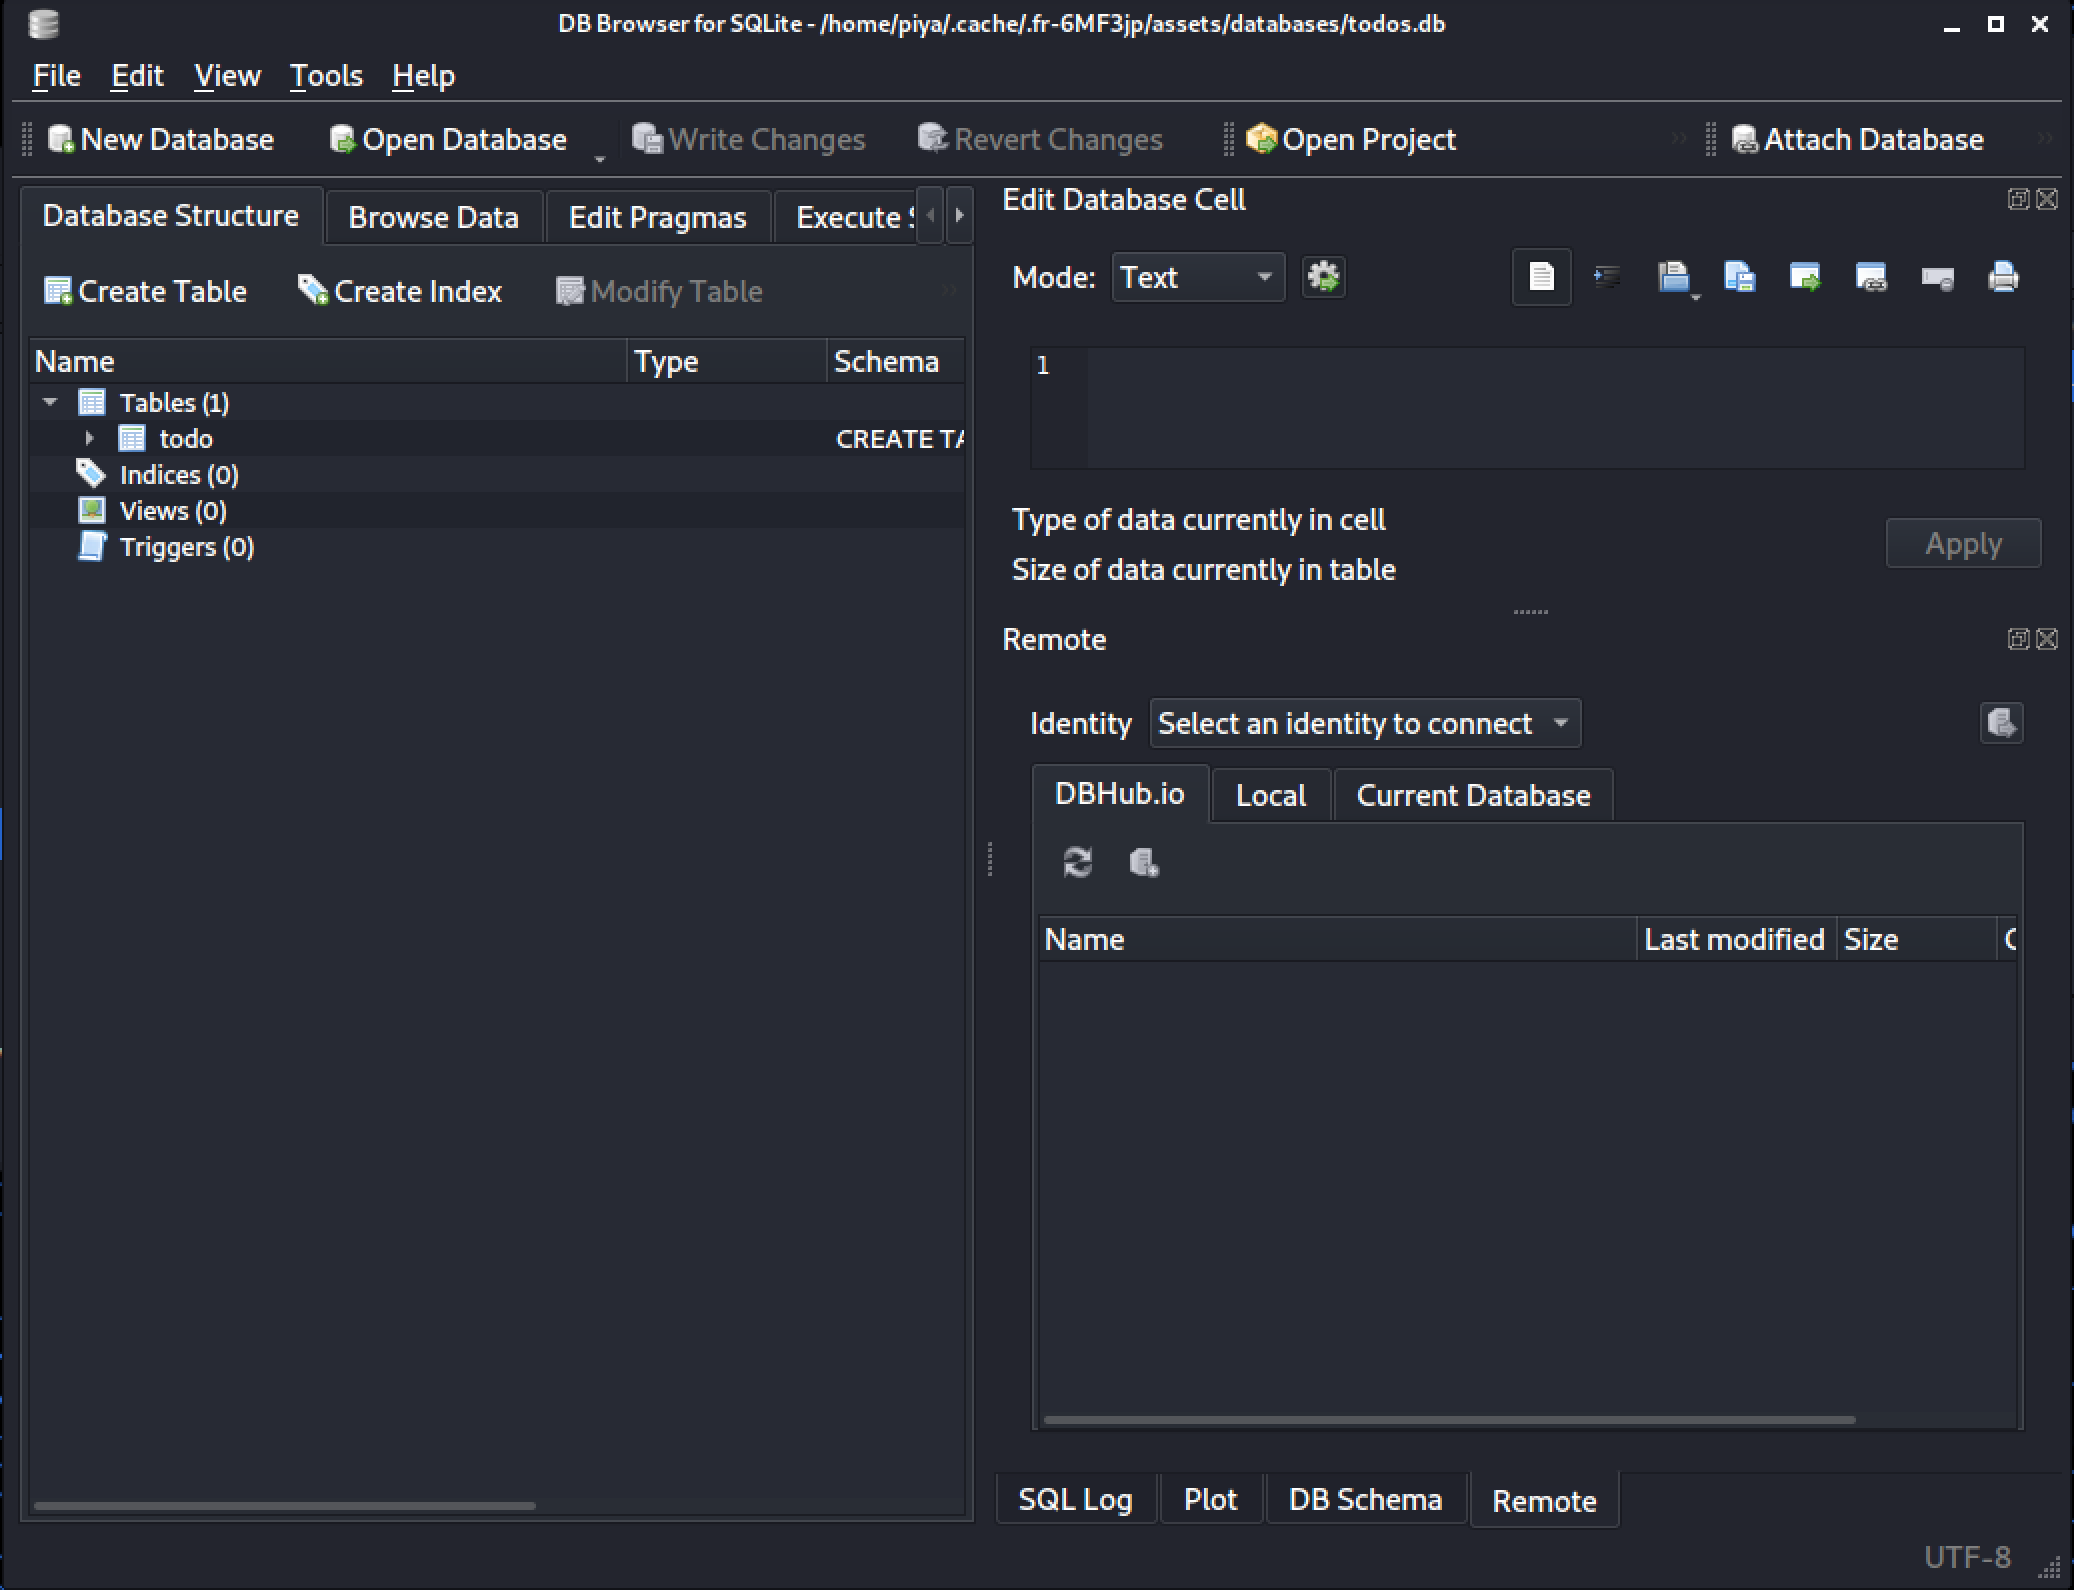 DB Browser for SQLite - /home/piya/.cache/.fr-6MF3jp/assets/databases/todos.db
File Edit View Tools Help
New Database Open Database Write Changes Revert Changes Open Project Attach Database
Database Structure Browse Data Edit Pragmas Execute S
Create Table Create Index Modify Table
Name Type Schema
Tables (1)
todo CREATE TA
Indices (0)
Views (0)
Triggers (0)
Edit Database Cell
Mode: Text
1
Type of data currently in cell
Size of data currently in table
Apply
Remote
Identity Select an identity to connect
DBHub.io Local Current Database
Name Last modified Size C
SQL Log Plot DB Schema Remote
UTF-8